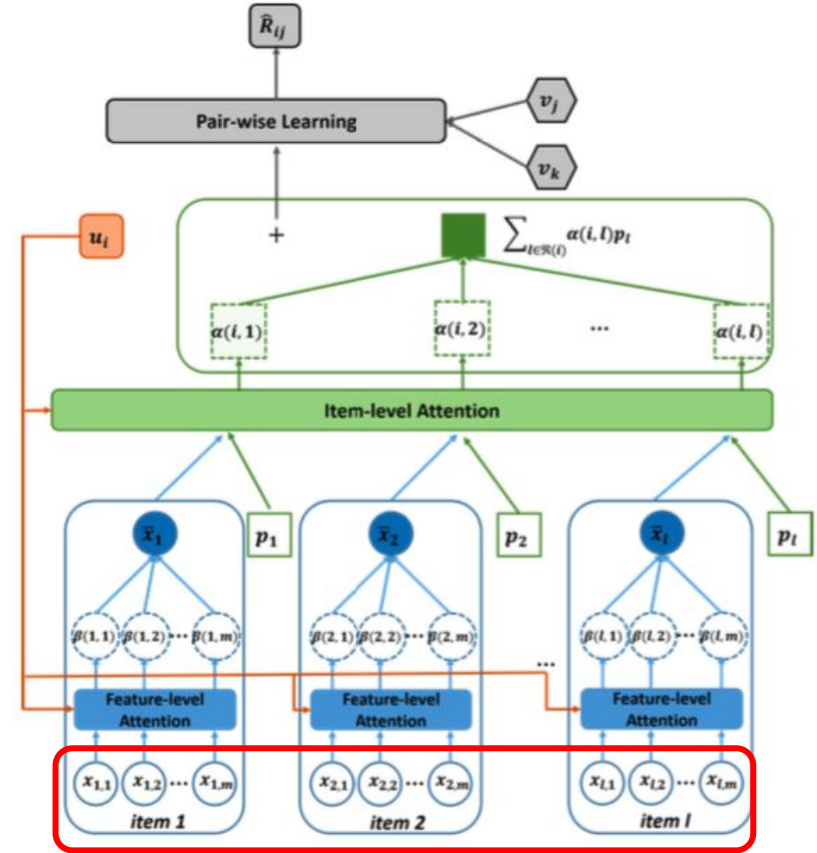 R̂ᵢⱼ
Pair-wise Learning
vⱼ
vₖ
uᵢ
+
∑_{l∈ℜ(i)} α(i, l)pₗ
α(i, 1) α(i, 2) ... α(i, l)
Item-level Attention
x̅₁ p₁ x̅₂ p₂ x̅ₗ pₗ
β(1, 1) β(1, 2) ... β(1, m) β(2, 1) β(2, 2) ... β(2, m) ... β(l, 1) β(l, 2) ... β(l, m)
Feature-level Attention Feature-level Attention Feature-level Attention
x₁,₁ x₁,₂ ... x₁,ₘ x₂,₁ x₂,₂ ... x₂,ₘ xₗ,₁ xₗ,₂ ... xₗ,ₘ
item 1 item 2 item l